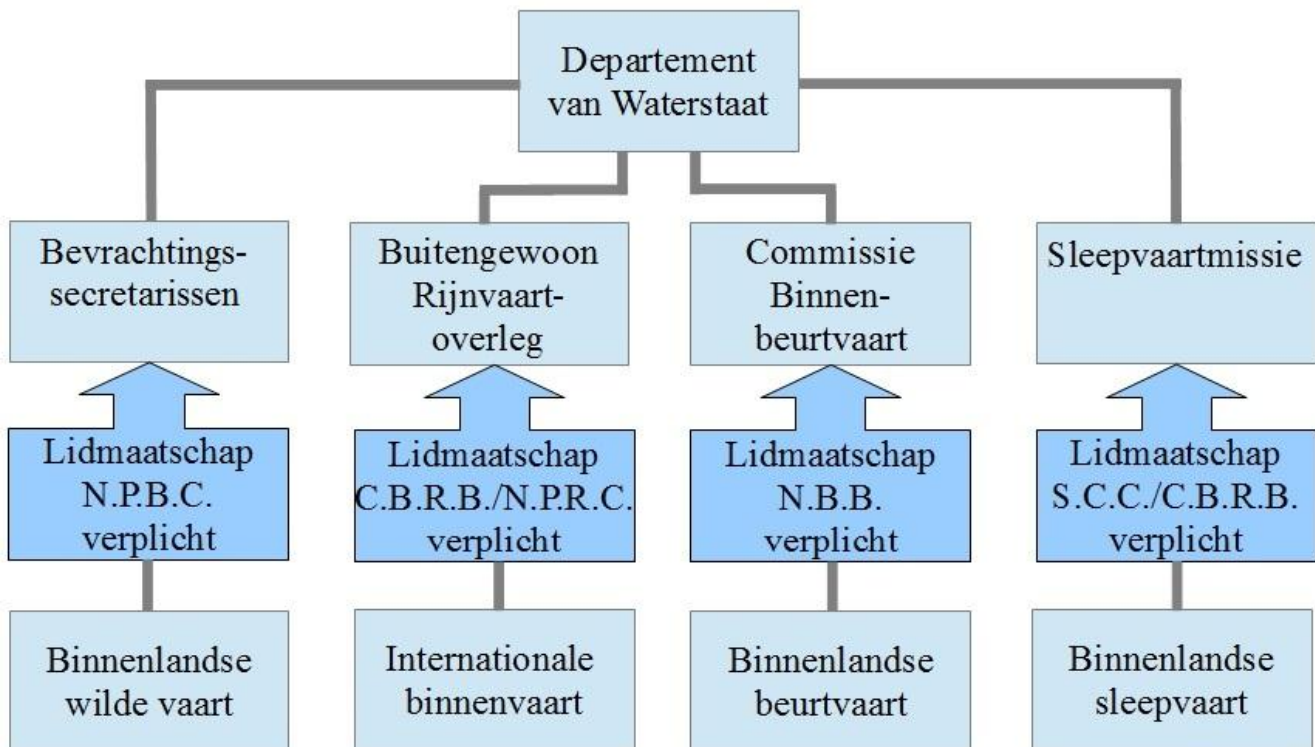 Departement
van Waterstaat
Bevrachtings-
secretarissen
Buitengewoon
Rijnvaart-
overleg
Commissie
Binnen-
beurtvaart
Sleepvaartmissie
Lidmaatschap
N.P.B.C.
verplicht
Lidmaatschap
C.B.R.B./N.P.R.C.
verplicht
Lidmaatschap
N.B.B.
verplicht
Lidmaatschap
S.C.C./C.B.R.B.
verplicht
Binnenlandse
wilde vaart
Internationale
binnenvaart
Binnenlandse
beurtvaart
Binnenlandse
sleepvaart